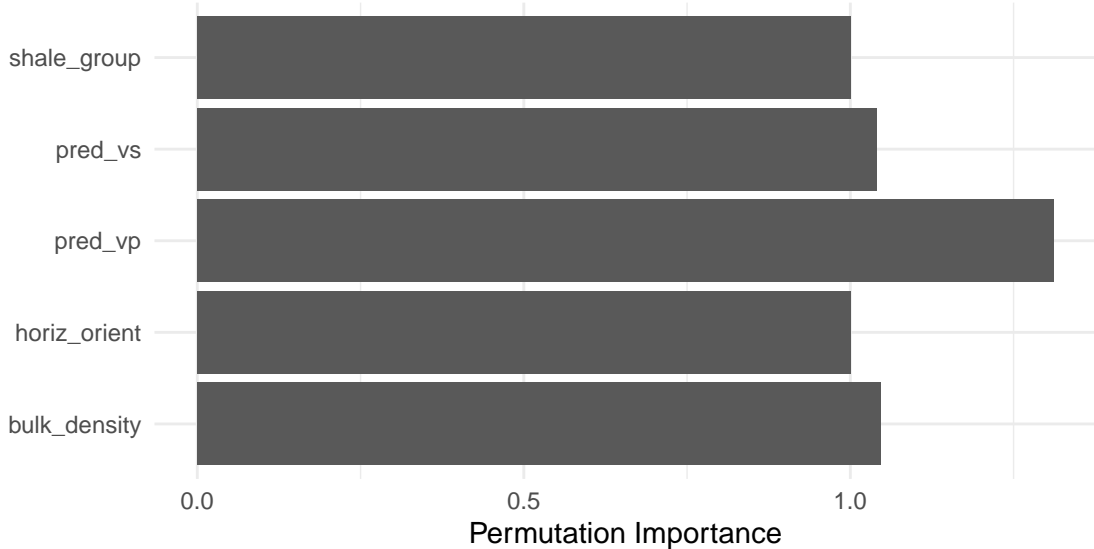 shale_group
pred_vs
pred_vp
horiz_orient
bulk_density
0.0 0.5 1.0
Permutation Importance